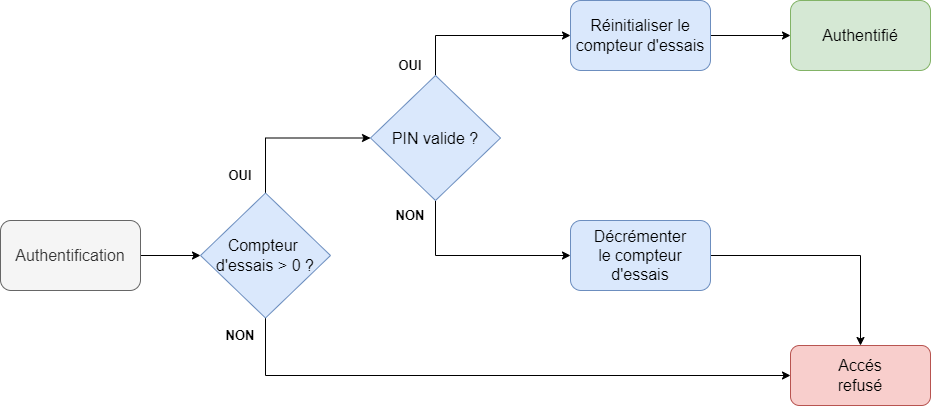 Réinitialiser le
compteur d'essais
Authentifié
OUI
PIN valide ?
OUI
NON
Authentification
Compteur
d'essais > 0 ?
Décrémenter
le compteur
d'essais
NON
Accés
refusé